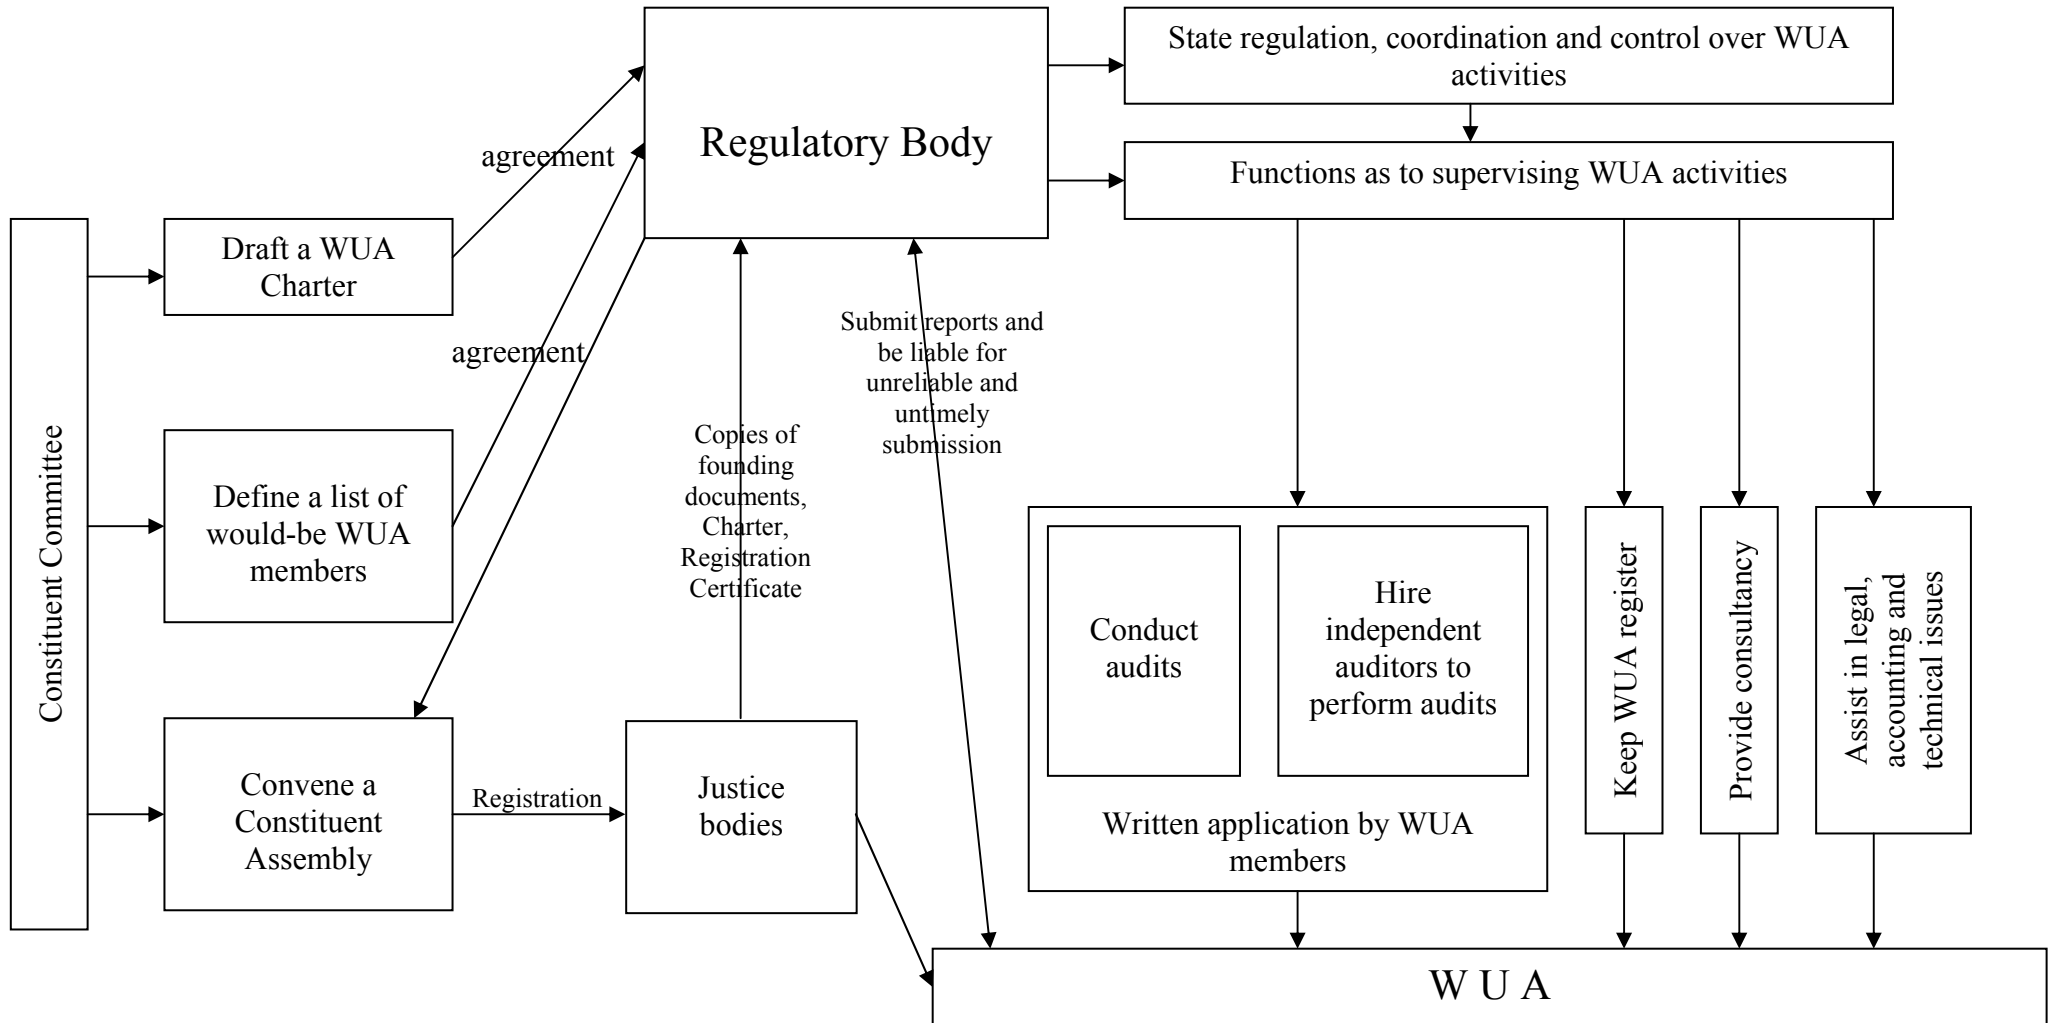 State regulation, coordination and control over WUA
activities
Regulatory Body
agreement
Functions as to supervising WUA activities
Draft a WUA
Charter
Constituent Committee
agreement
Submit reports and
be liable for
unreliable and
untimely
submission
Copies of
founding
documents,
Charter,
Registration
Certificate
Define a list of
would-be WUA
members
Conduct
audits
Hire
independent
auditors to
perform audits
Written application by WUA
members
Keep WUA register
Provide consultancy
Assist in legal,
accounting and
technical issues
Convene a
Constituent
Assembly
Registration
Justice
bodies
W U A